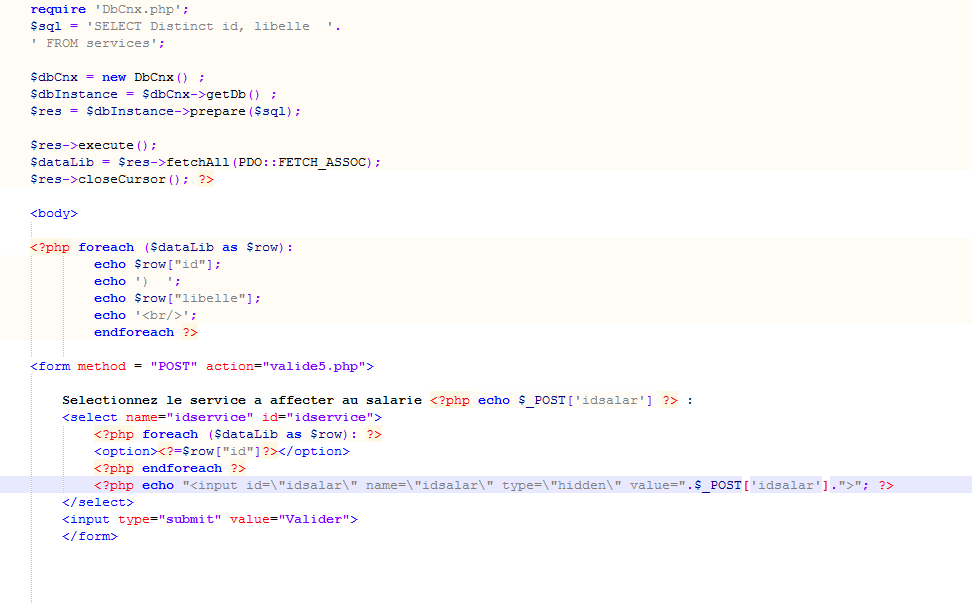 require 'DbCnx.php';
$sql = 'SELECT Distinct id, libelle  '.
' FROM services';
$dbCnx = new DbCnx() ;
$dbInstance = $dbCnx->getDb() ;
$res = $dbInstance->prepare($sql);
$res->execute();
$dataLib = $res->fetchAll(PDO::FETCH_ASSOC);
$res->closeCursor(); ?>
<body>
<?php foreach ($dataLib as $row):
echo $row["id"];
echo ')  ';
echo $row["libelle"];
echo '<br/>';
endforeach ?>
<form method = "POST" action="valide5.php">
Selectionnez le service a affecter au salarie <?php echo $_POST['idsalar'] ?> :
<select name="idservice" id="idservice">
<?php foreach ($dataLib as $row): ?>
<option><?=$row["id"]?></option>
<?php endforeach ?>
<?php echo "<input id=\"idsalar\" name=\"idsalar\" type=\"hidden\" value=".$_POST['idsalar'].">"; ?>
</select>
<input type="submit" value="Valider">
</form>